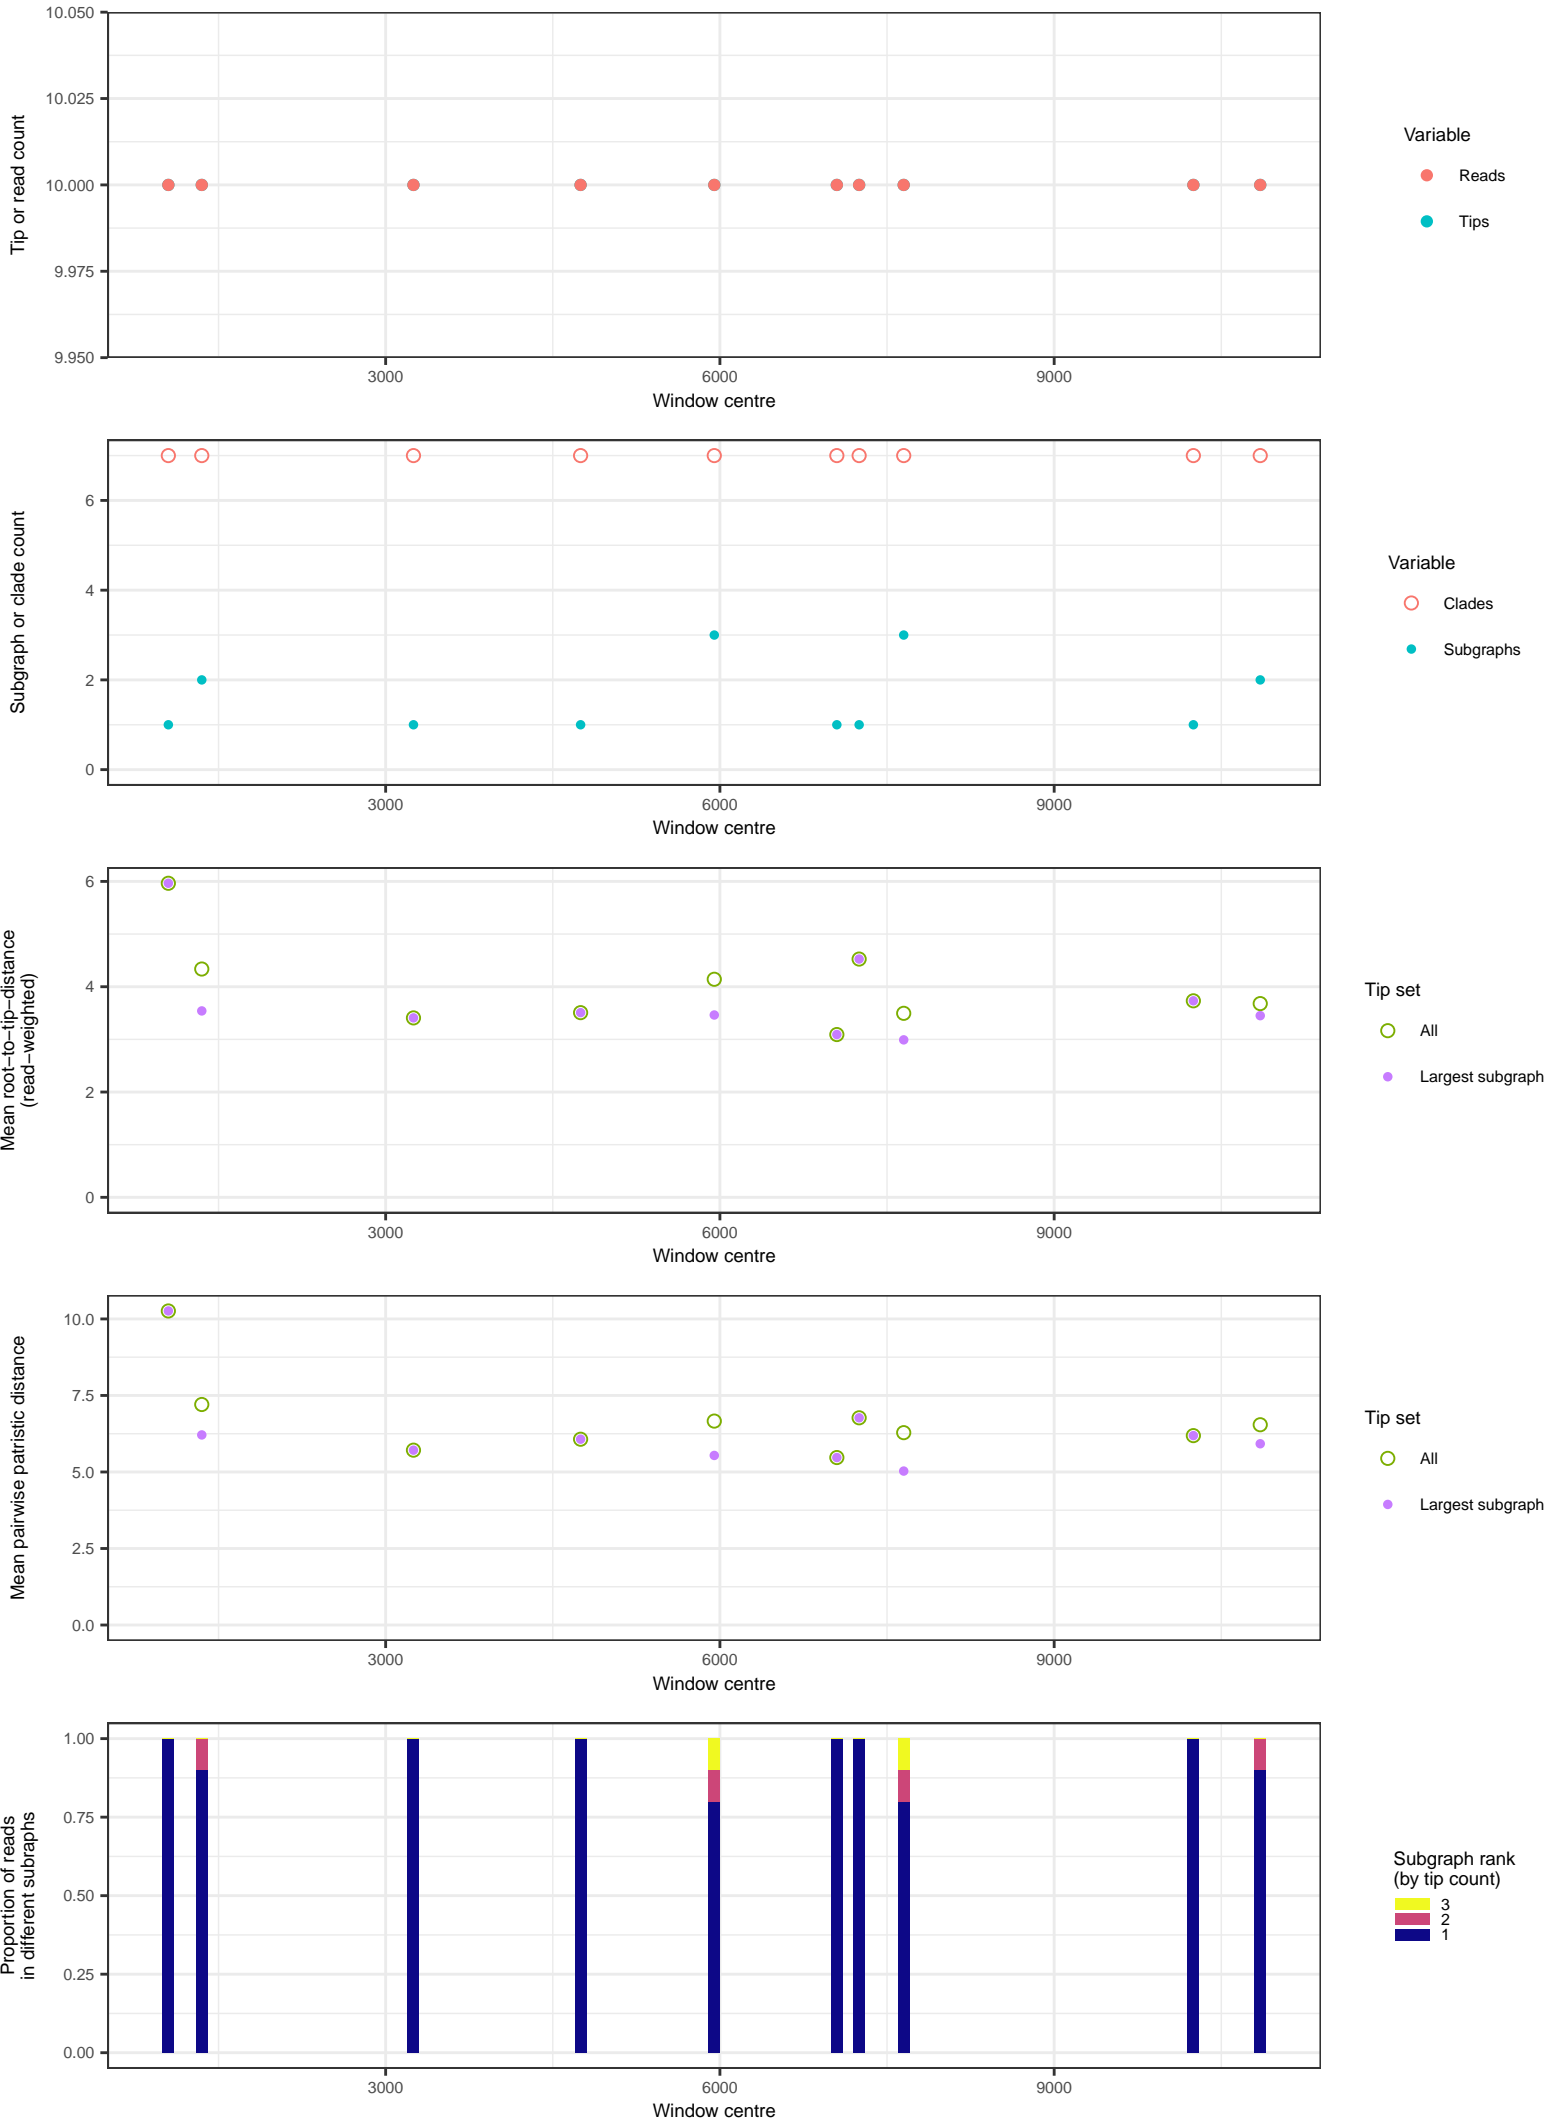 10.050
10.025
10.000
9.975
9.950
Tip or read count
3000 6000 9000
Window centre
Variable
Reads
Tips
6
4
2
0
Subgraph or clade count
3000 6000 9000
Window centre
Variable
Clades
Subgraphs
6
4
2
0
Mean root−to−tip−distance
(read−weighted)
3000 6000 9000
Window centre
Tip set
All
Largest subgraph
10.0
7.5
5.0
2.5
0.0
Mean pairwise patristic distance
3000 6000 9000
Window centre
Tip set
All
Largest subgraph
1.00
0.75
0.50
0.25
0.00
Proportion of reads
in different subraphs
3000 6000 9000
Window centre
Subgraph rank
(by tip count)
3
2
1